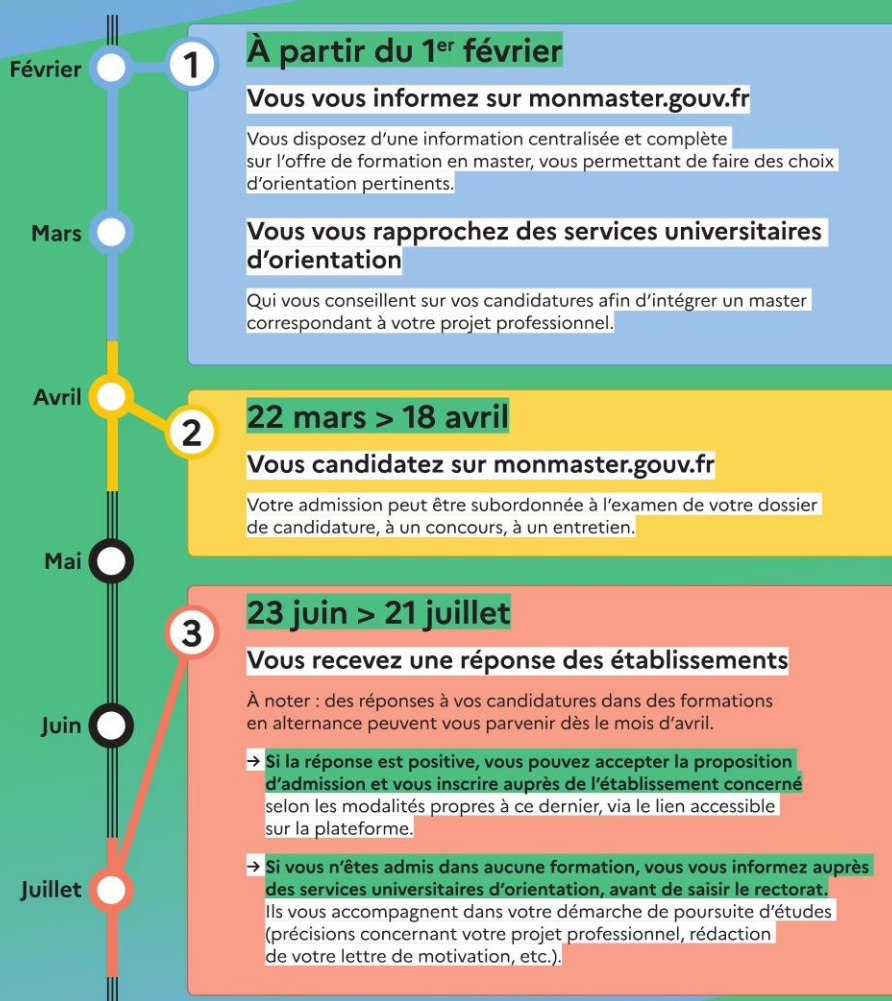 Février
1
À partir du 1er février
Vous vous informez sur monmaster.gouv.fr
Vous disposez d'une information centralisée et complète
sur l'offre de formation en master, vous permettant de faire des choix
d'orientation pertinents.
Mars
Vous vous rapprochez des services universitaires
d'orientation
Qui vous conseillent sur vos candidatures afin d'intégrer un master
correspondant à votre projet professionnel.
Avril
2
22 mars > 18 avril
Vous candidatez sur monmaster.gouv.fr
Votre admission peut être subordonnée à l'examen de votre dossier
de candidature, à un concours, à un entretien.
Mai
3
23 juin > 21 juillet
Vous recevez une réponse des établissements
À noter : des réponses à vos candidatures dans des formations
en alternance peuvent vous parvenir dès le mois d'avril.
Juin
→ Si la réponse est positive, vous pouvez accepter la proposition
d'admission et vous inscrire auprès de l'établissement concerné
selon les modalités propres à ce dernier, via le lien accessible
sur la plateforme.
Juillet
→ Si vous n'êtes admis dans aucune formation, vous vous informez auprès
des services universitaires d'orientation, avant de saisir le rectorat.
Ils vous accompagnent dans votre démarche de poursuite d'études
(précisions concernant votre projet professionnel, rédaction
de votre lettre de motivation, etc.).